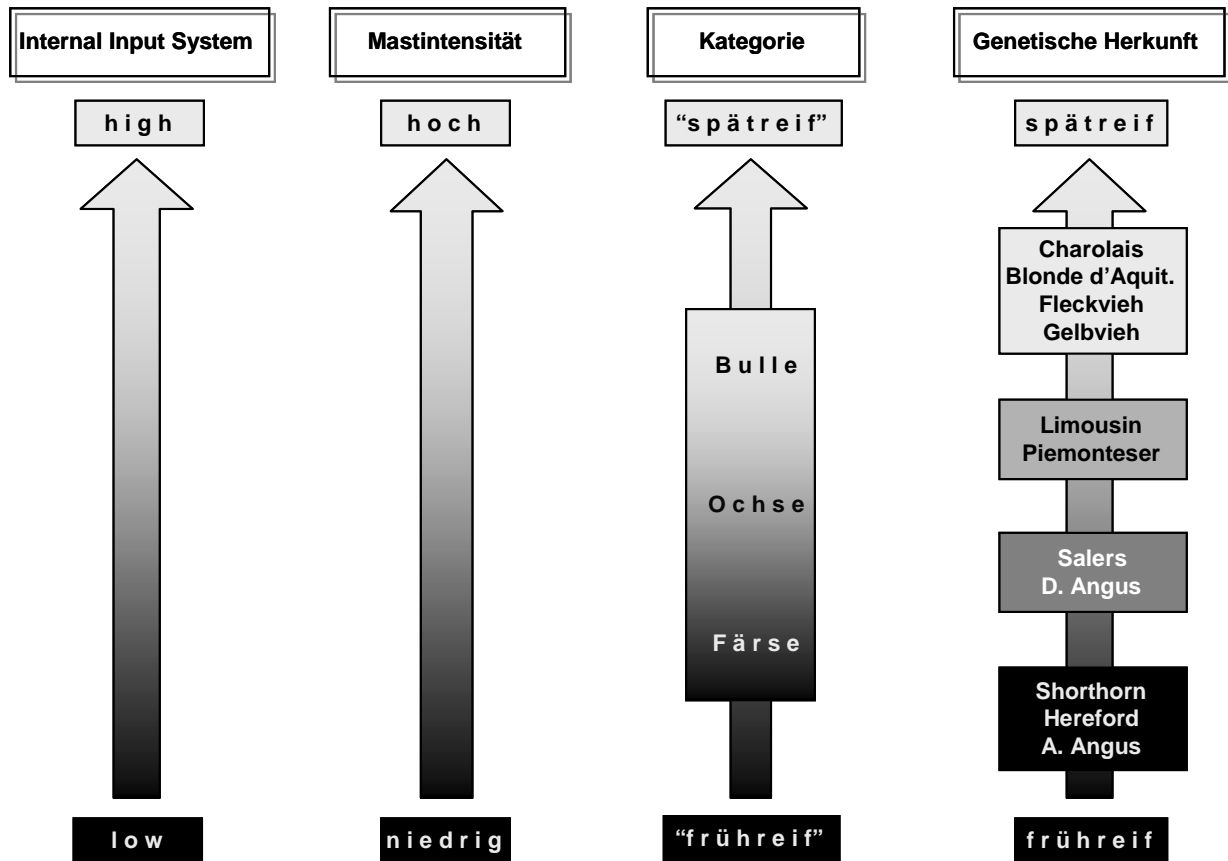 Internal Input System
Mastintensität
Kategorie
Genetische Herkunft
high
hoch
“spätreif”
spätreif
Charolais
Blonde d’Aquit.
Fleckvieh
Gelbvieh
Bulle
Limousin
Piemonteser
Ochse
Salers
D. Angus
Färse
Shorthorn
Hereford
A. Angus
low
niedrig
“frühreif”
frühreif